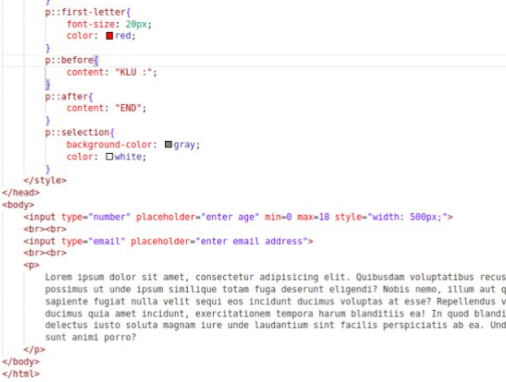 }
p::first-letter{
font-size: 20px;
color: red;
}
p::before{
content: "KLU :";
}
p::after{
content: "END";
}
p::selection{
background-color: gray;
color: white;
}
</style>
</head>
<body>
<input type="number" placeholder="enter age" min=0 max=18 style="width: 500px;">
<br><br>
<input type="email" placeholder="enter email address">
<br><br>
<p>
Lorem ipsum dolor sit amet, consectetur adipisicing elit. Quibusdam voluptatibus recus
possimus ut unde ipsum similique totam fuga deserunt eligendi? Nobis nemo, illum aut q
sapiente fugiat nulla velit sequi eos incidunt ducimus voluptas at esse? Repellendus v
ducimus quia amet incidunt, exercitationem tempora harum blanditiis ea! In quod blandi
delectus iusto soluta magnam iure unde laudantium sint facilis perspiciatis ab ea. Und
sunt animi porro?
</p>
</body>
</html>